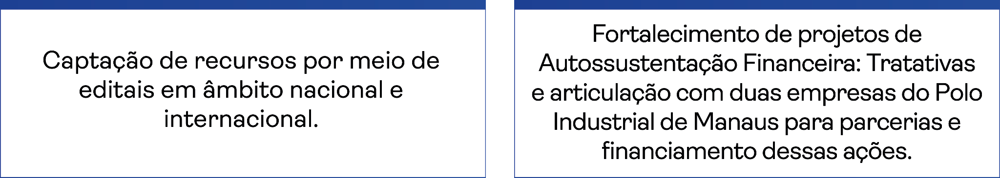 Captação de recursos por meio de
editais em âmbito nacional e
internacional.
Fortalecimento de projetos de
Autossustentação Financeira: Tratativas
e articulação com duas empresas do Polo
Industrial de Manaus para parcerias e
financiamento dessas ações.